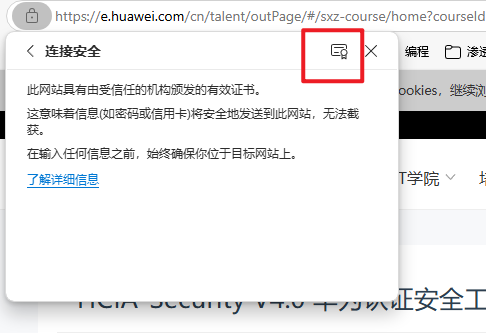 https://e.huawei.com/cn/talent/outPage/#/sxz-course/home?courseId
连接安全
编程
此网站具有由受信任的机构颁发的有效证书。
ookies，继续浏
这意味着信息(如密码或信用卡)将安全地发送到此网站，无法截
获。
在输入任何信息之前，始终确保你位于目标网站上。
了解详细信息
T学院
HCIA-Security V4.0 华为认证安全工